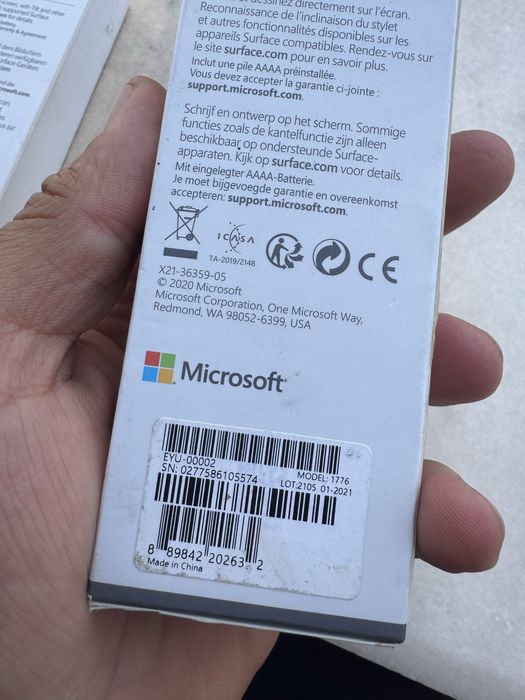 dessinez directement sur l'écran.
Reconnaissance de l'inclinaison du stylet
et autres fonctionnalités disponibles sur les
appareils Surface compatibles. Rendez-vous sur
le site surface.com pour en savoir plus.
Inclut une pile AAAA préinstallée.
Vous devez accepter la garantie ci-jointe :
support.microsoft.com.
Schrijf en ontwerp op het scherm. Sommige
functies zoals de kantelfunctie zijn alleen
beschikbaar op ondersteunde Surface-
apparaten. Kijk op surface.com voor details.
Mit eingelegter AAAA-Batterie.
Je moet bijgevoegde garantie en overeenkomst
accepteren: support.microsoft.com.
ICASA
TA-2019/2148
CE
X21-36359-05
© 2020 Microsoft
Microsoft Corporation, One Microsoft Way,
Redmond, WA 98052-6399, USA
Microsoft
EYU-00002
MODEL: 1776
SN: 0277586105574
LOT:2105 01-2021
8 89842 20263 2
Made in China